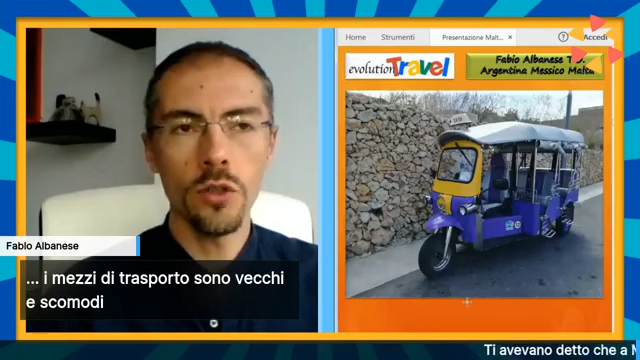 Home
Strumenti
Presentazione Malt... ×
?
Accedi
evolution Travel
Fabio Albanese T.O.
Argentina Messico Malta
TAXI
Fabio Albanese
... i mezzi di trasporto sono vecchi
e scomodi
Ti avevano detto che a M